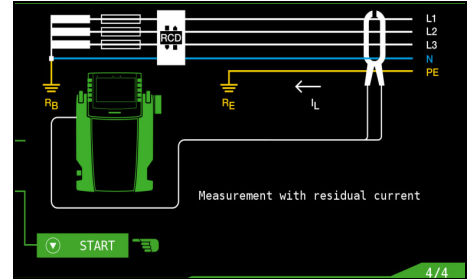 L1
L2
RCD
L3
N
PE
RB
RE
IL
Measurement with residual current
START
4/4